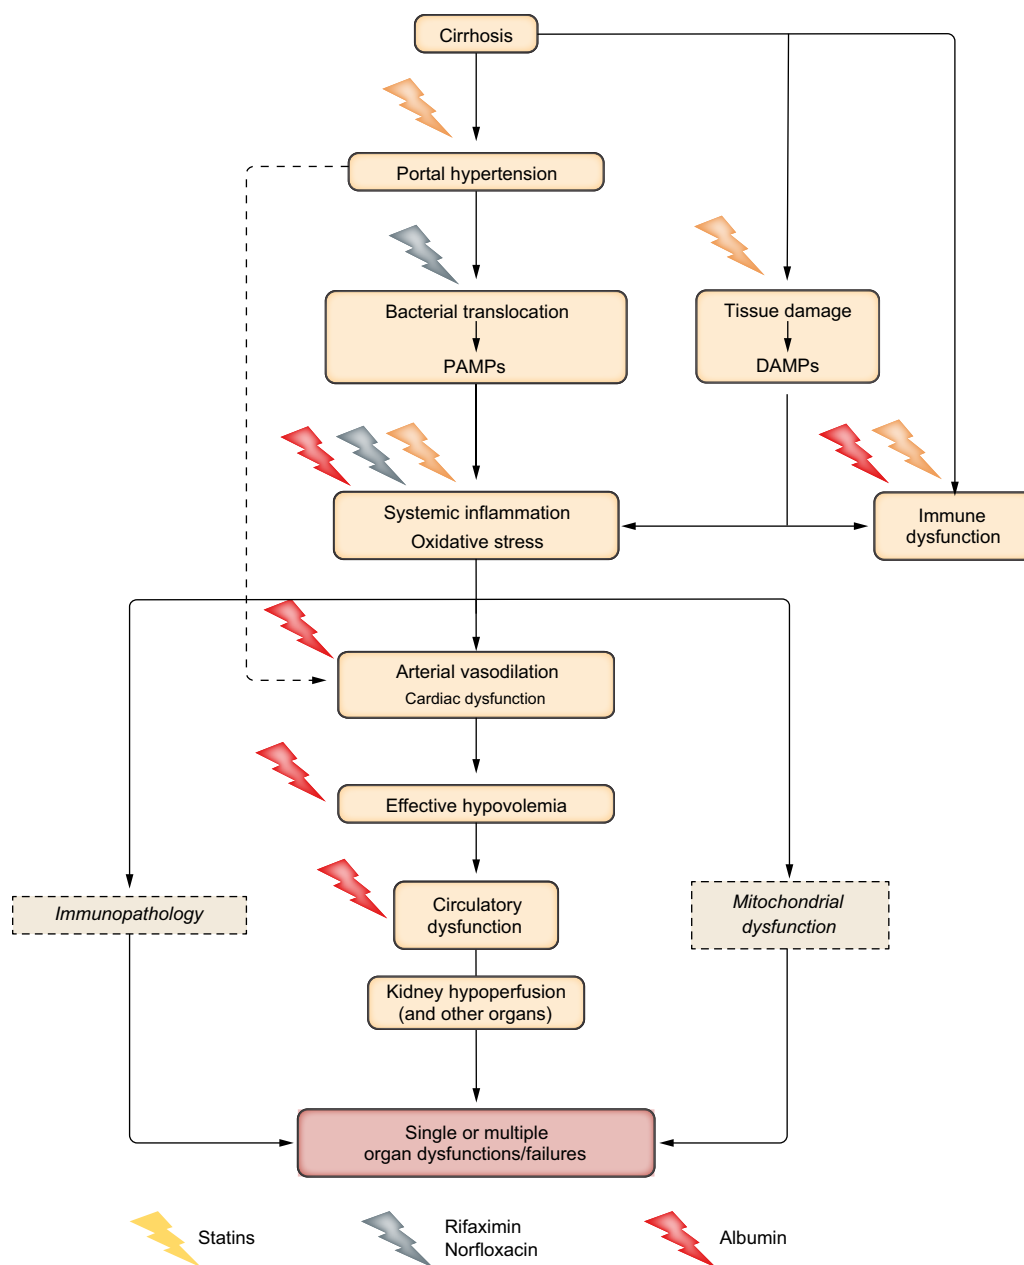 Cirrhosis
Portal hypertension
Bacterial translocation
PAMPs
Tissue damage
DAMPs
Systemic inflammation
Oxidative stress
Immune
dysfunction
Arterial vasodilation
Cardiac dysfunction
Effective hypovolemia
Immunopathology
Circulatory
dysfunction
Mitochondrial
dysfunction
Kidney hypoperfusion
(and other organs)
Single or multiple
organ dysfunctions/failures
Statins
Rifaximin
Norfloxacin
Albumin